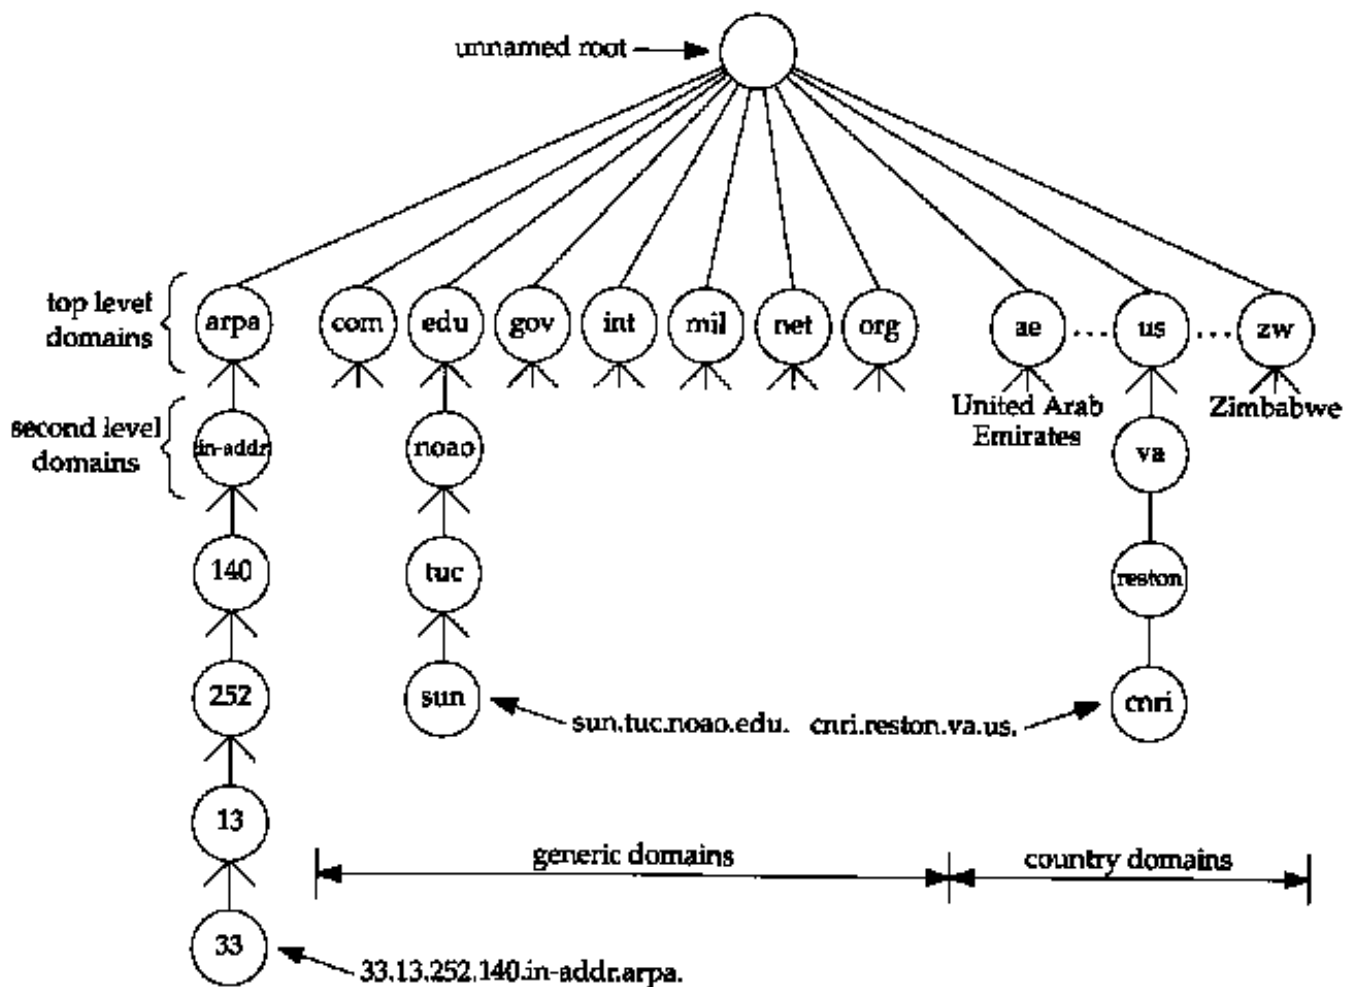 unnamed root
top level
domains
arpa
com
edu
gov
int
mil
net
org
ae
...
us
...
zw
second level
domains
in-addr
noao
United Arab
Emirates
va
Zimbabwe
140
tuc
reston
252
sun
sun.tuc.noao.edu.
cnri.reston.va.us.
cnri
13
generic domains
country domains
33
33.13.252.140.in-addr.arpa.